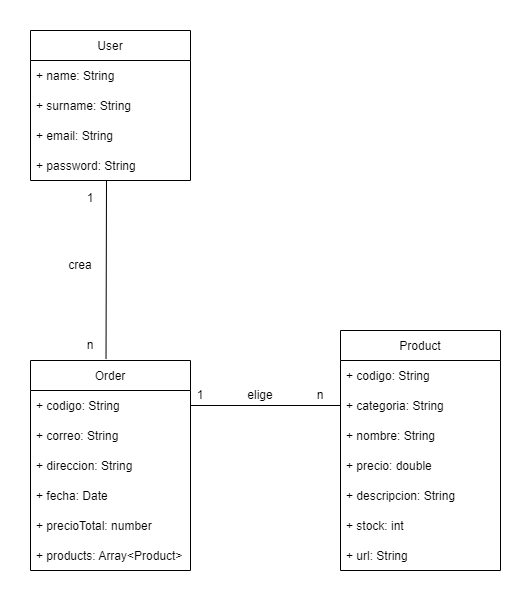 User
+ name: String
+ surname: String
+ email: String
+ password: String
1
crea
n
Order
+ codigo: String
+ correo: String
+ direccion: String
+ fecha: Date
+ precioTotal: number
+ products: Array<Product>
1 elige n
Product
+ codigo: String
+ categoria: String
+ nombre: String
+ precio: double
+ descripcion: String
+ stock: int
+ url: String